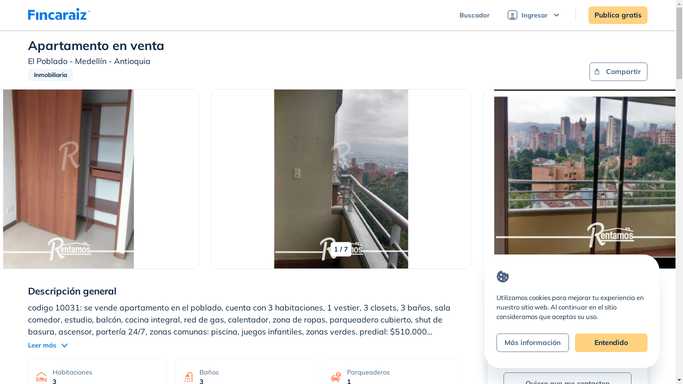 Fincaraiz
Buscador
Ingresar
Publica gratis
Apartamento en venta
El Poblado - Medellín - Antioquia
Inmobiliaria
Compartir
R
R
Rentamos
Rentamos
1 / 7
Rentamos
Descripción general
codigo 10031: se vende apartamento en el poblado, cuenta con 3 habitaciones, 1 vestier, 3 closets, 3 baños, sala
comedor, estudio, balcón, cocina integral, red de gas, calentador, zona de ropas, parqueadero cubierto, shut de
basura, ascensor, portería 24/7, zonas comunas: piscina, juegos infantiles, zonas verdes, predial: $510.000...
Leer más
Habitaciones
3
Baños
3
Parqueaderos
1
Utilizamos cookies para mejorar tu experiencia en
nuestro sitio web. Al continuar en el sitio
consideramos que aceptas su uso.
Más información
Entendido
Quiero que me contacten